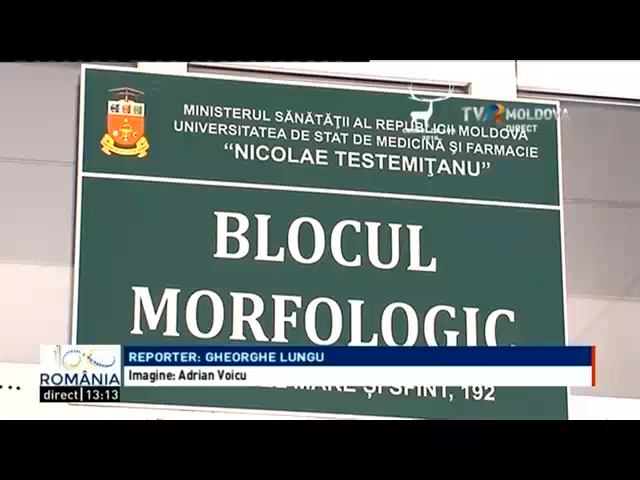 MINISTERUL SĂNĂTĂŢII AL REPUBLICII MOLDOVA
UNIVERSITATEA DE STAT DE MEDICINĂ ŞI FARMACIE
“NICOLAE TESTEMIŢANU”
TV MOLDOVA
DIRECT
BLOCUL
MORFOLOGIC
MARE ŞI SFÎNT, 192
REPORTER: GHEORGHE LUNGU
Imagine: Adrian Voicu
ROMÂNIA
direct 13:13